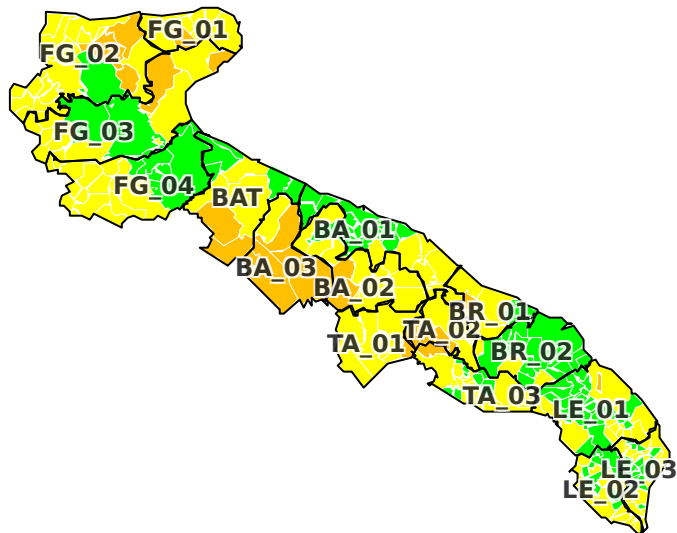 FG_01
FG_02
FG_03
FG_04
BAT
BA_01
BA_03
BA_02
BR_01
TA_02
TA_01
BR_02
TA_03
LE_01
LE_03
LE_02